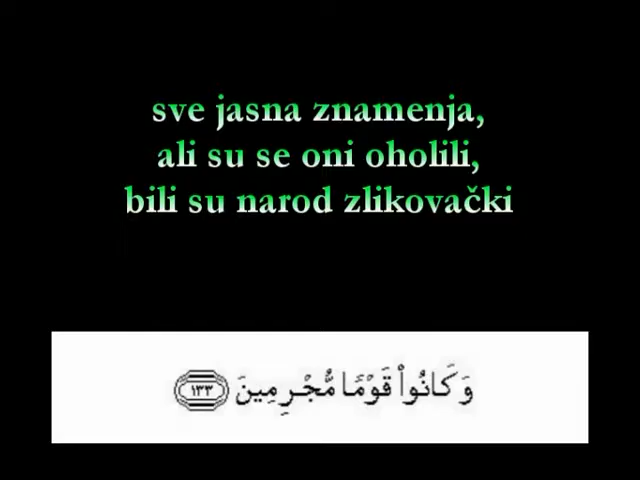 sve jasna znamenja,
ali su se oni oholili,
bili su narod zlikovački
وَكَانُوا۟ قَوْمًا مُّجْرِمِينَ ١٣٣